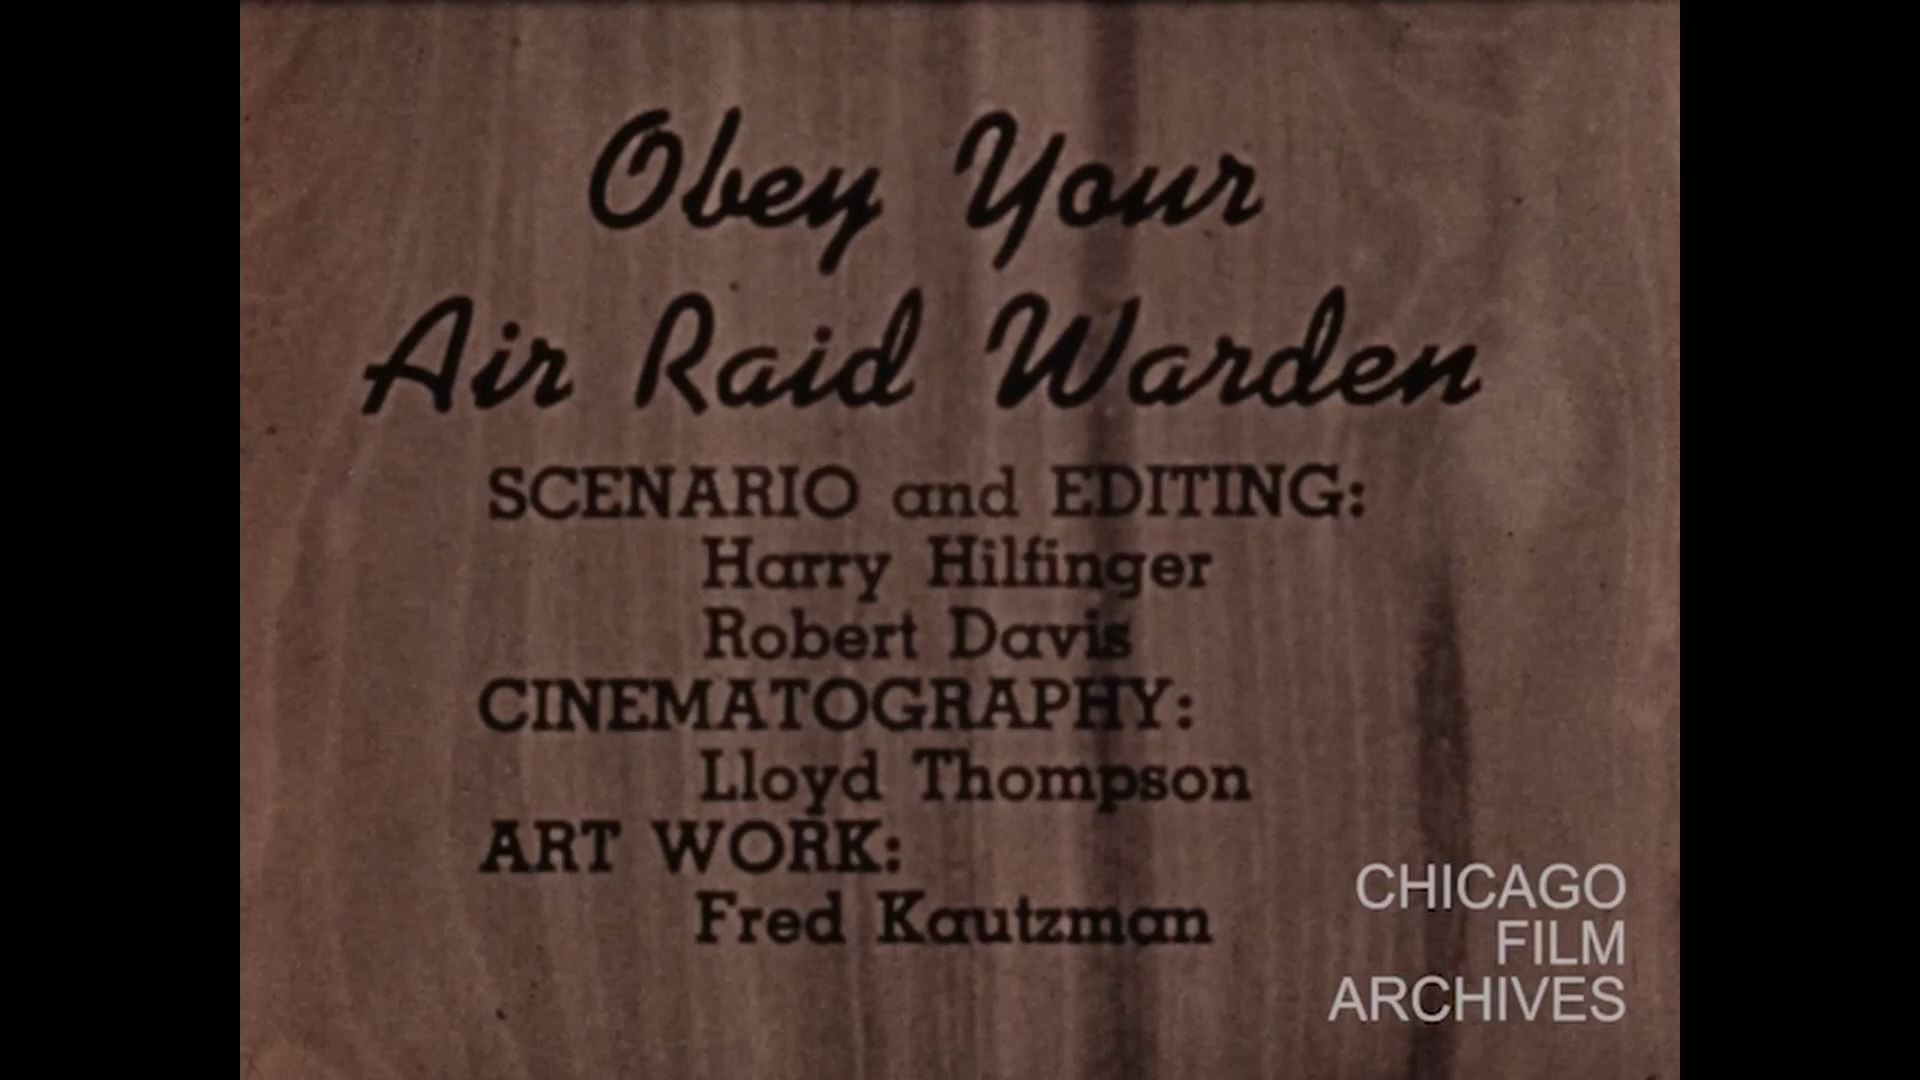 Obey Your
Air Raid Warden
SCENARIO and EDITING:
Harry Hilfinger
Robert Davis
CINEMATOGRAPHY:
Lloyd Thompson
ART WORK:
Fred Kautzman
CHICAGO
FILM
ARCHIVES